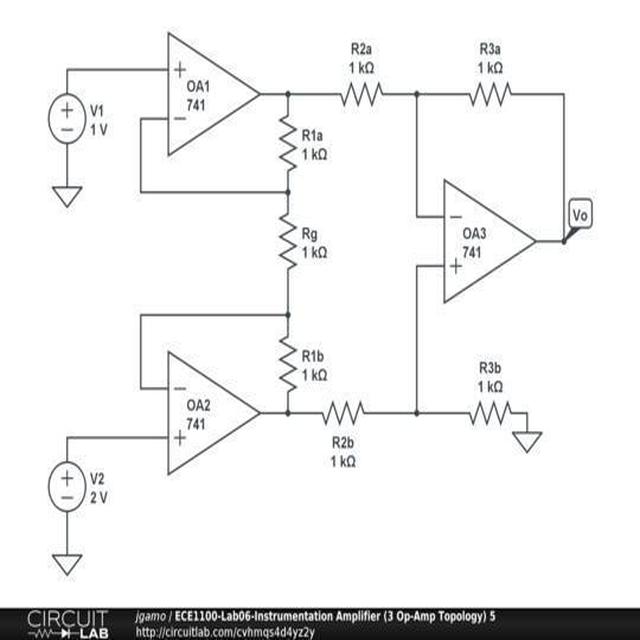 R2a
1 kΩ
R3a
1 kΩ
+
OA1
741
−
+
−
V1
1 V
R1a
1 kΩ
Rg
1 kΩ
−
OA3
741
+
Vo
R1b
1 kΩ
R3b
1 kΩ
−
OA2
741
+
R2b
1 kΩ
+
−
V2
2 V
CIRCUIT
LAB
jgamo / ECE1100-Lab06-Instrumentation Amplifier (3 Op-Amp Topology) 5
http://circuitlab.com/cvhmqs4d4yz2y